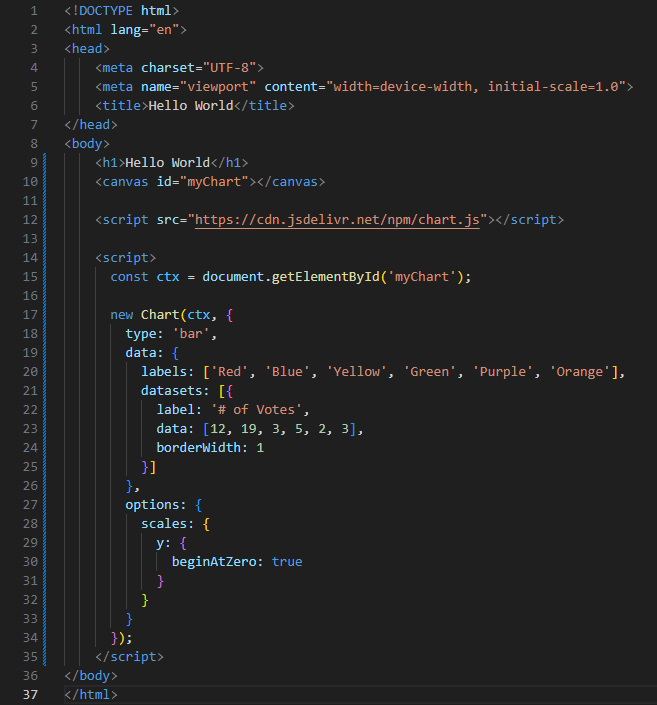 1 <!DOCTYPE html>
2 <html lang="en">
3 <head>
4     <meta charset="UTF-8">
5     <meta name="viewport" content="width=device-width, initial-scale=1.0">
6     <title>Hello World</title>
7 </head>
8 <body>
9     <h1>Hello World</h1>
10     <canvas id="myChart"></canvas>
11
12     <script src="https://cdn.jsdelivr.net/npm/chart.js"></script>
13
14     <script>
15       const ctx = document.getElementById('myChart');
16
17       new Chart(ctx, {
18         type: 'bar',
19         data: {
20           labels: ['Red', 'Blue', 'Yellow', 'Green', 'Purple', 'Orange'],
21           datasets: [{
22             label: '# of Votes',
23             data: [12, 19, 3, 5, 2, 3],
24             borderWidth: 1
25           }]
26         },
27         options: {
28           scales: {
29             y: {
30               beginAtZero: true
31             }
32           }
33         }
34       });
35     </script>
36 </body>
37 </html>